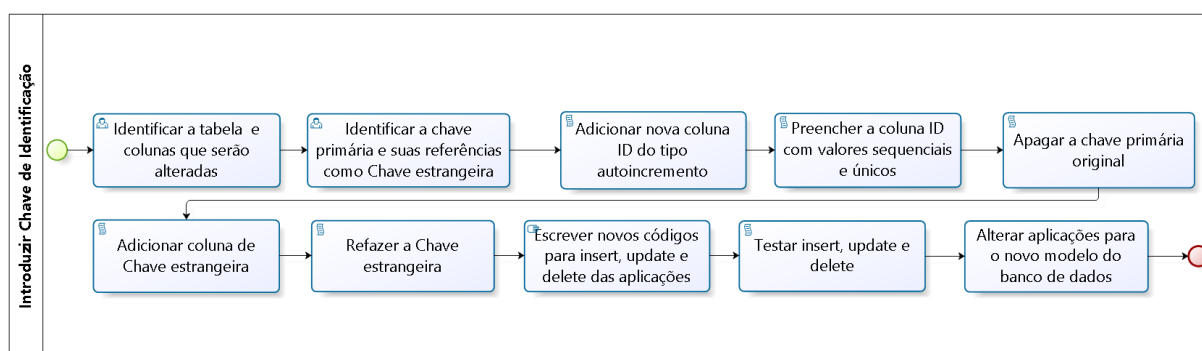 Introduzir Chave de Identificação
Identificar a tabela e
colunas que serão
alteradas
Identificar a chave
primária e suas referências
como Chave estrangeira
Adicionar nova coluna
ID do tipo
autoincremento
Preencher a coluna ID
com valores sequenciais
e únicos
Apagar a chave primária
original
Adicionar coluna de
Chave estrangeira
Refazer a Chave
estrangeira
Escrever novos códigos
para insert, update e
delete das aplicações
Testar insert, update e
delete
Alterar aplicações para
o novo modelo do
banco de dados